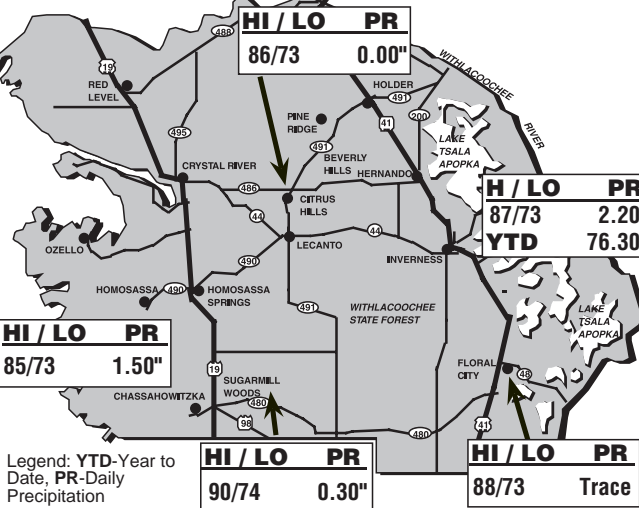 HI / LO PR
86/73 0.00"
488
19
RED
LEVEL
WITHLACOOCHEE
RIVER
HOLDER
491
PINE
RIDGE
41
200
495
LAKE
TSALA
APOPKA
491
BEVERLY
HILLS
HERNANDO
CRYSTAL RIVER
486
CITRUS
HILLS
H / LO PR
87/73 2.20
YTD 76.30
44
44
LECANTO
OZELLO
INVERNESS
490
HOMOSASSA
490
HOMOSASSA
SPRINGS
491
WITHLACOOCHEE
STATE FOREST
LAKE
TSALA
APOPKA
HI / LO PR
85/73 1.50"
19
FLORAL
CITY
48
SUGARMILL
WOODS
CHASSAHOWITZKA
480
98
480
41
HI / LO PR
90/74 0.30"
HI / LO PR
88/73 Trace
Legend: YTD-Year to
Date, PR-Daily
Precipitation